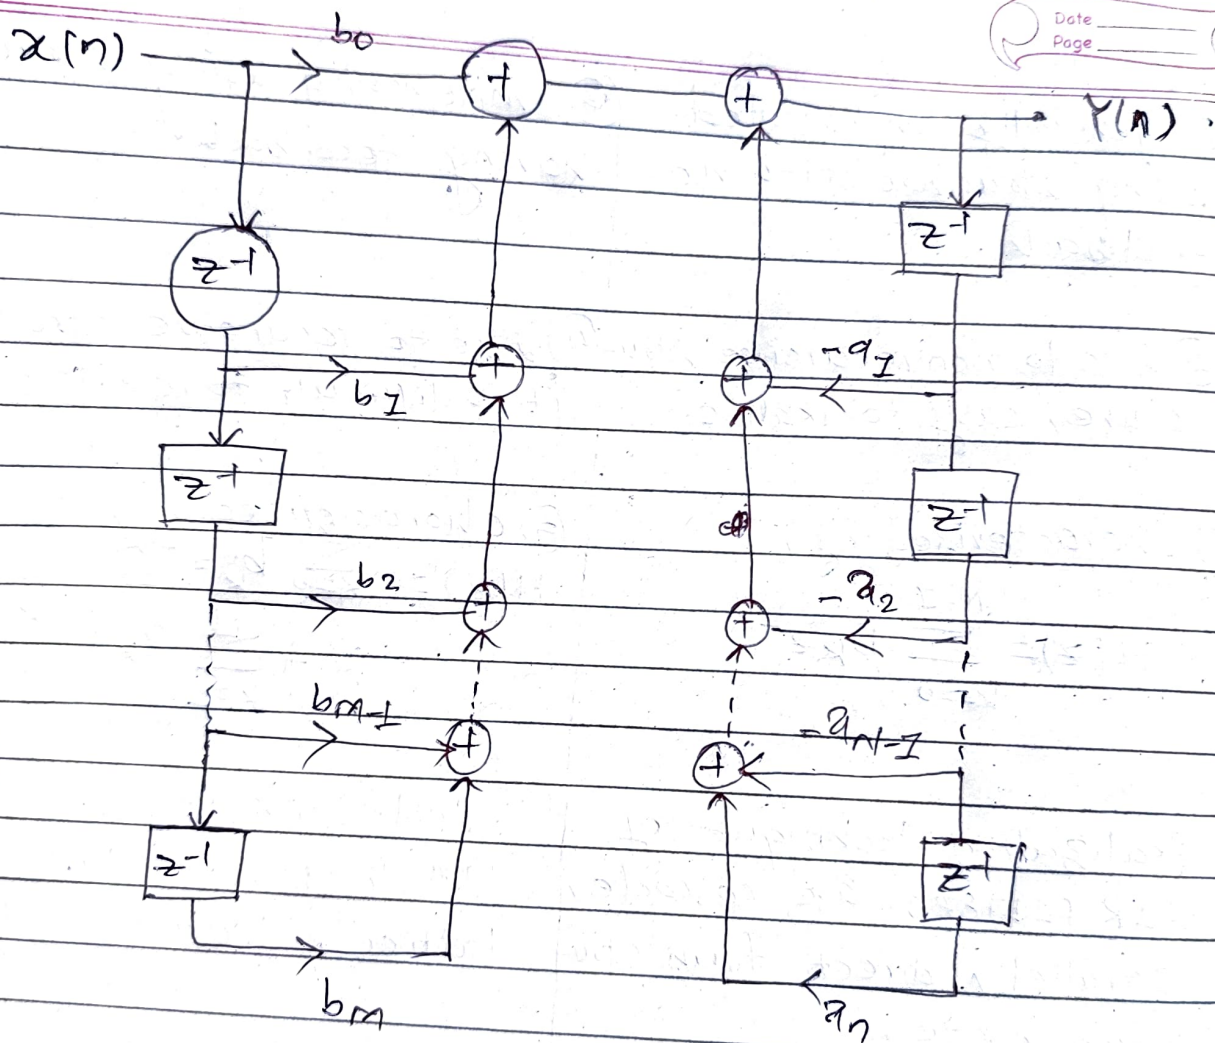 Date
Page
x(n)
b0
+
+
Y(n)
z^-1
z^-1
+
b1
+
-a1
z^-1
z^-1
b2
+
+
-a2
bM-1
+
+
-aN-1
z^-1
z^-1
bM
an